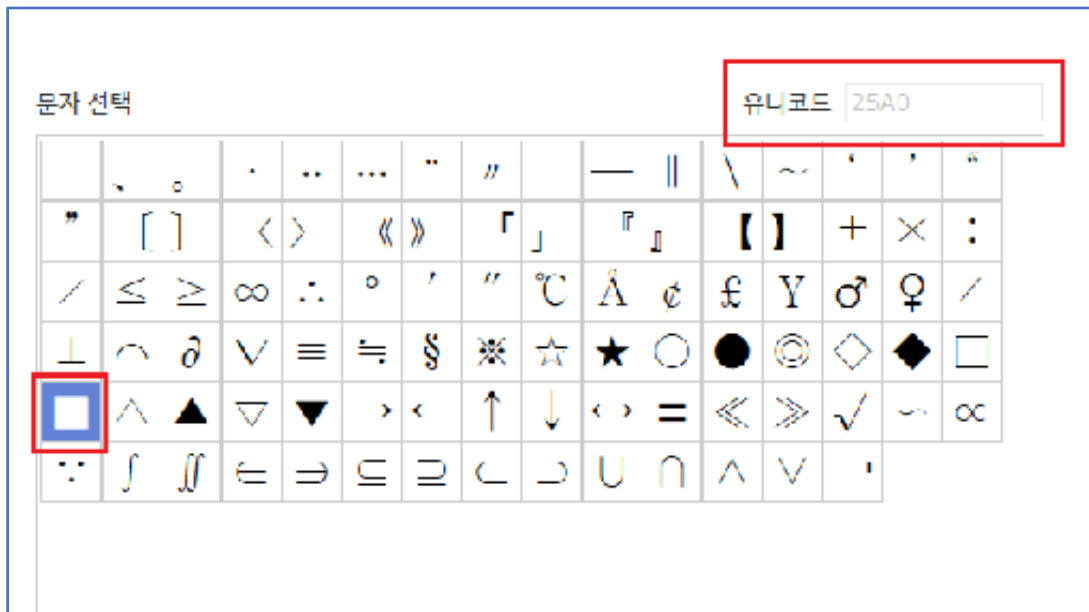 문자 선택
유니코드 25A0
、 。 · ‥ … ¨ 〃 ― ∥ \ ∼ ‘ ’ “
” 〔 〕 〈 〉 《 》 「 」 『 』 【 】 + × :
／ ≤ ≥ ∞ ∴ ° ′ ″ ℃ Å ¢ £ Y ♂ ♀ ／
⊥ ⌒ ∂ ∨ ≡ ≒ § ※ ☆ ★ ○ ● ◎ ◇ ◆ □
■ △ ▲ ▽ ▼ → ← ↑ ↓ ↔ = ≪ ≫ √ ∽ ∝
∵ ∫ ∬ ∈ ⊆ ⊇ ∪ ∩ ∧ ∨